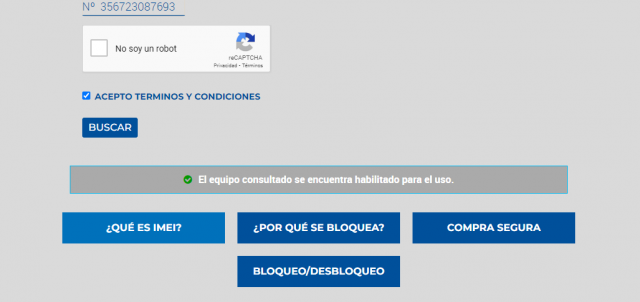 Nº 356723087693
No soy un robot
reCAPTCHA
Privacidad - Términos
ACEPTO TERMINOS Y CONDICIONES
BUSCAR
El equipo consultado se encuentra habilitado para el uso.
¿QUÉ ES IMEI?
¿POR QUÉ SE BLOQUEA?
COMPRA SEGURA
BLOQUEO/DESBLOQUEO